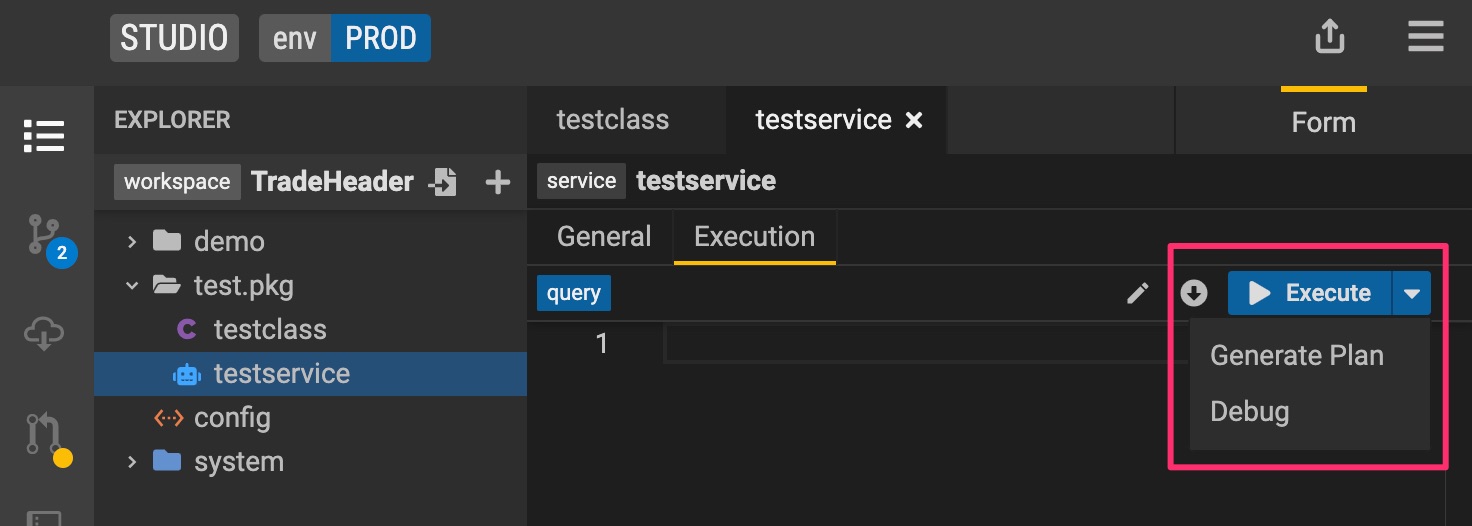 STUDIO env PROD
EXPLORER
workspace TradeHeader
demo
test.pkg
C testclass
testservice
config
system
2
testclass testservice
Form
service testservice
General Execution
query Execute
1
Generate Plan
Debug